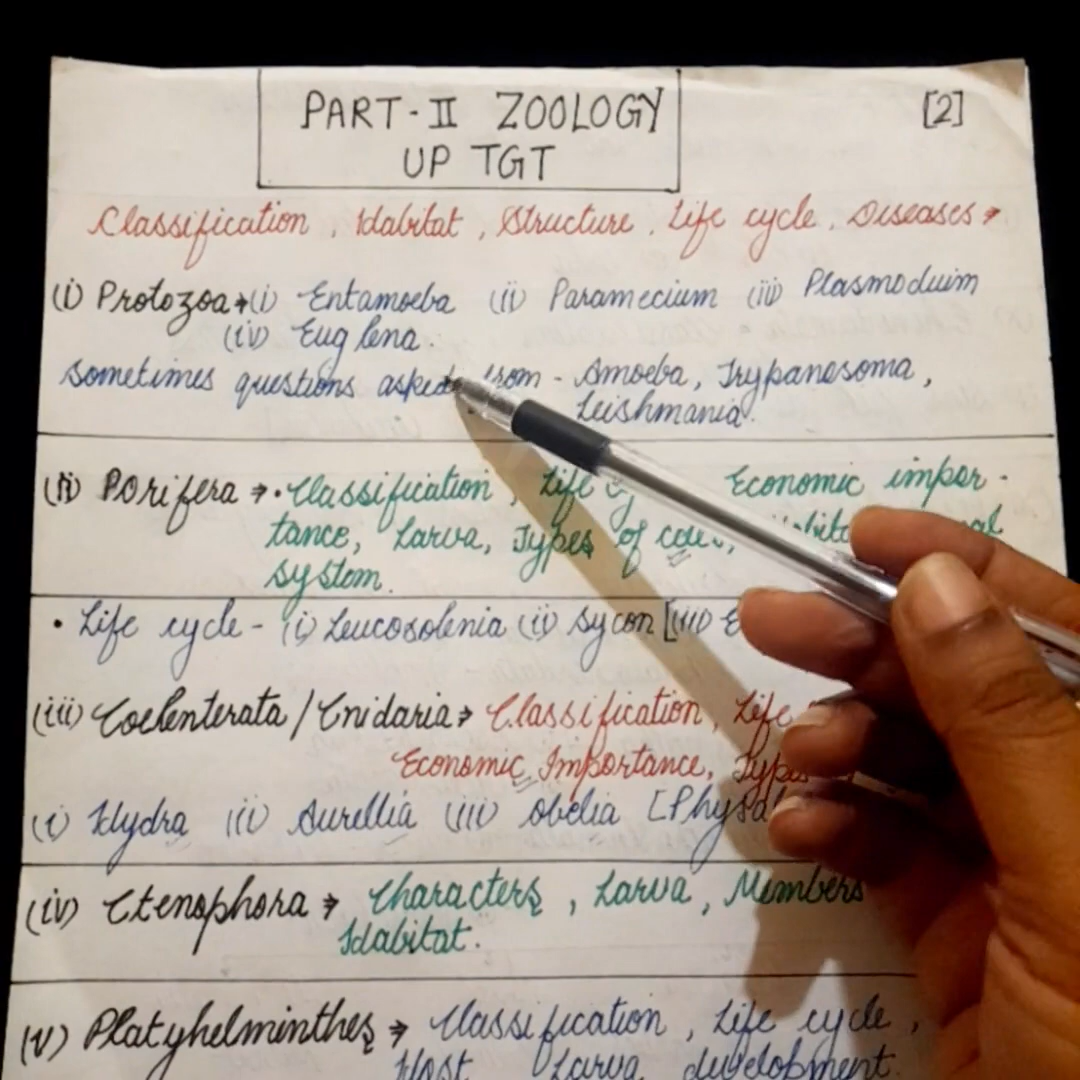 PART-II ZOOLOGY
[2]
UP TGT
Classification, Habitat, Structure, Life cycle, Diseases →
(i) Protozoa → (i) Entamoeba (ii) Paramecium (iii) Plasmoduim
(iv) Euglena.
Sometimes questions asked from - Amoeba, Trypanosoma,
Leishmania.
(ii) Porifera → • Classification, Life Economic impor-
tance, Larva, Types of
system.
• Life cycle - (i) Leucosolenia (ii) Sycon [(iii)
(iii) Coelenterata / Cnidaria → Classification, Life
Economic Importance,
(i) Hydra (ii) Aurellia (iii) Obelia
(iv) Ctenophora → Characters, Larva, Members
Habitat.
(v) Platyhelminthes → Classification, Life cycle,
Host Larva development.